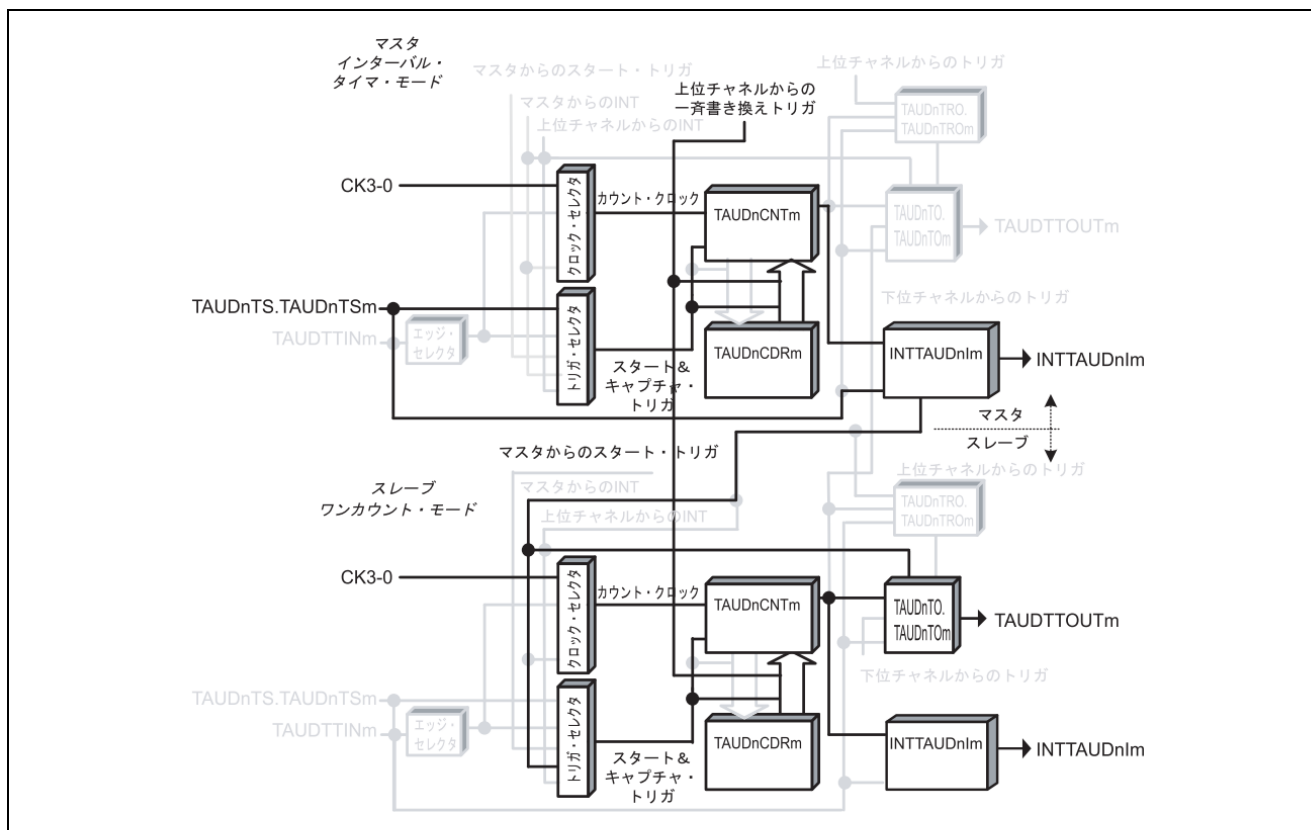 マスタ
インターバル・
タイマ・モード
マスタからのスタート・トリガ
マスタからのINT
上位チャネルからのINT
上位チャネルからの
一斉書き換えトリガ
上位チャネルからのトリガ
TAUDnTRO.
TAUDnTROm
CK3-0
クロック・セレクタ
カウント・クロック
TAUDnCNTm
TAUDnTO.
TAUDnTOm
TAUDTTOUTm
TAUDnTS.TAUDnTSm
TAUDTTINm
エッジ・
セレクタ
トリガ・セレクタ
スタート&
キャプチャ・
トリガ
TAUDnCDRm
下位チャネルからのトリガ
INTTAUDnIm
INTTAUDnIm
マスタ
スレーブ
マスタからのスタート・トリガ
スレーブ
ワンカウント・モード
マスタからのINT
上位チャネルからのINT
上位チャネルからのトリガ
TAUDnTRO.
TAUDnTROm
CK3-0
クロック・セレクタ
カウント・クロック
TAUDnCNTm
TAUDnTO.
TAUDnTOm
TAUDTTOUTm
下位チャネルからのトリガ
TAUDnTS.TAUDnTSm
TAUDTTINm
エッジ・
セレクタ
トリガ・セレクタ
スタート&
キャプチャ・
トリガ
TAUDnCDRm
INTTAUDnIm
INTTAUDnIm